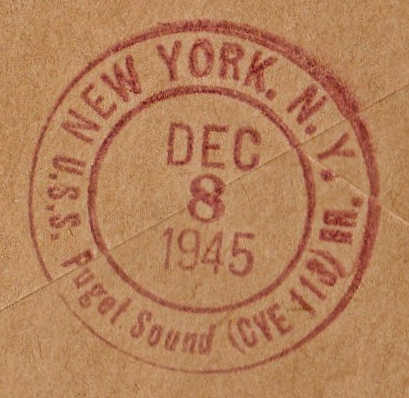 NEW YORK, N.Y.
DEC
8
1945
U.S.S. Puget Sound (CVE-113) BR.